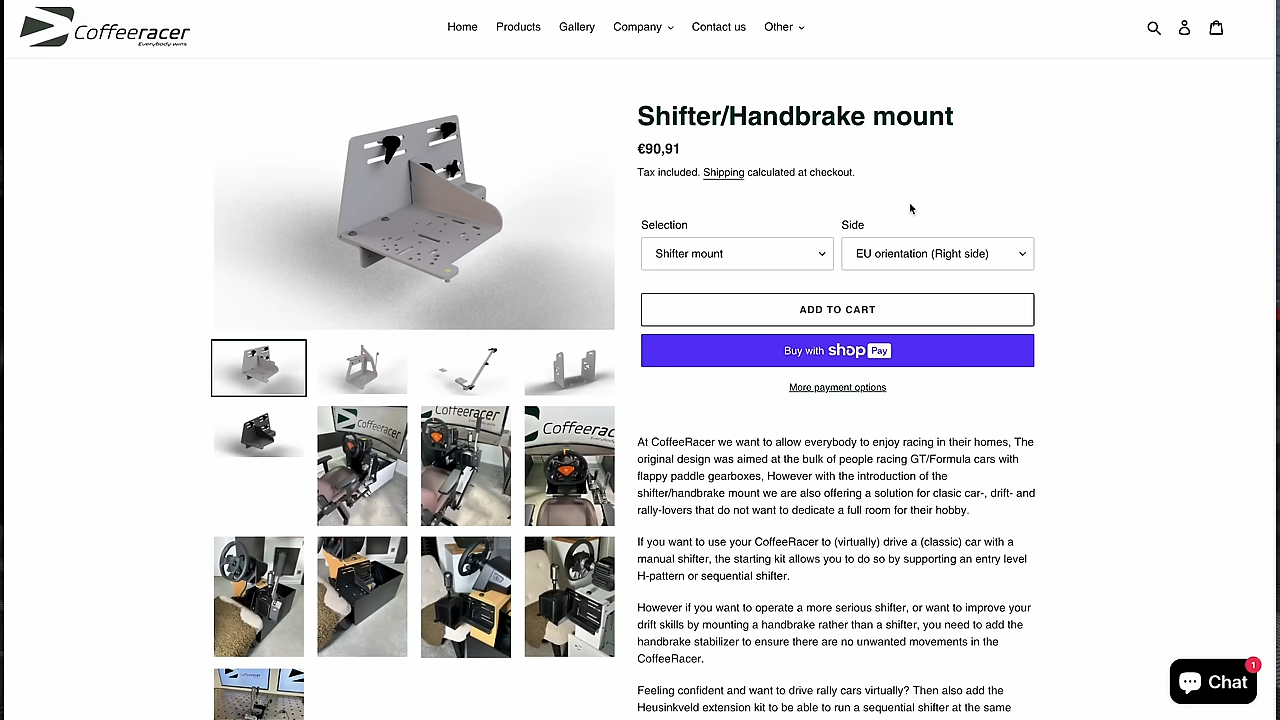 Coffeeracer
Everybody wins
Home
Products
Gallery
Company
Contact us
Other
Shifter/Handbrake mount
€90,91
Tax included. Shipping calculated at checkout.
Selection
Side
Shifter mount
EU orientation (Right side)
ADD TO CART
Buy with shop Pay
More payment options
At CoffeeRacer we want to allow everybody to enjoy racing in their homes, The
original design was aimed at the bulk of people racing GT/Formula cars with
flappy paddle gearboxes, However with the introduction of the
shifter/handbrake mount we are also offering a solution for clasic car-, drift- and
rally-lovers that do not want to dedicate a full room for their hobby.
If you want to use your CoffeeRacer to (virtually) drive a (classic) car with a
manual shifter, the starting kit allows you to do so by supporting an entry level
H-pattern or sequential shifter.
However if you want to operate a more serious shifter, or want to improve your
drift skills by mounting a handbrake rather than a shifter, you need to add the
handbrake stabilizer to ensure there are no unwanted movements in the
CoffeeRacer.
Feeling confident and want to drive rally cars virtually? Then also add the
Heusinkveld extension kit to be able to run a sequential shifter at the same
Coffeeracer
Coffeeracer
Chat
1